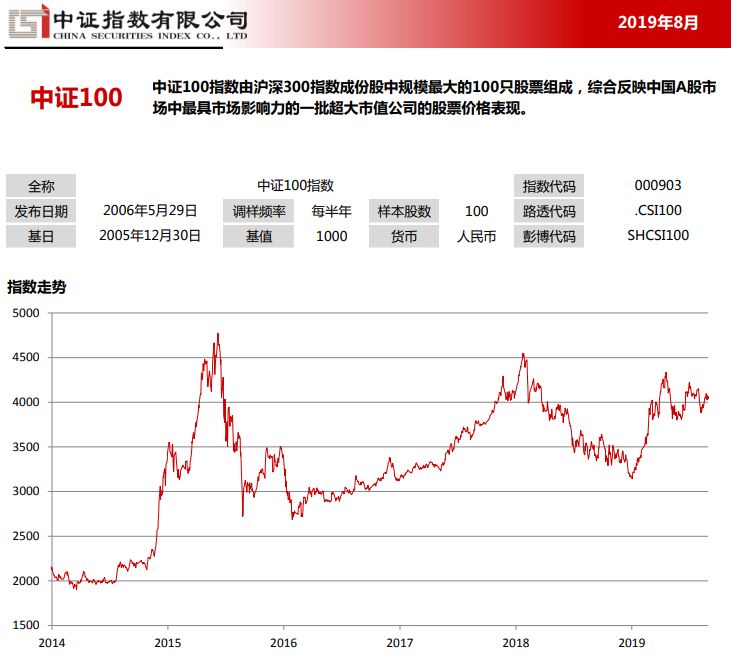 中证指数有限公司
CHINA SECURITIES INDEX CO., LTD
2019年8月
中证100
中证100指数由沪深300指数成份股中规模最大的100只股票组成，综合反映中国A股市
场中最具市场影响力的一批超大市值公司的股票价格表现。
全称 中证100指数 指数代码 000903
发布日期 2006年5月29日 调样频率 每半年 样本股数 100 路透代码 .CSI100
基日 2005年12月30日 基值 1000 货币 人民币 彭博代码 SHCSI100
指数走势
5000
4500
4000
3500
3000
2500
2000
1500
2014 2015 2016 2017 2018 2019